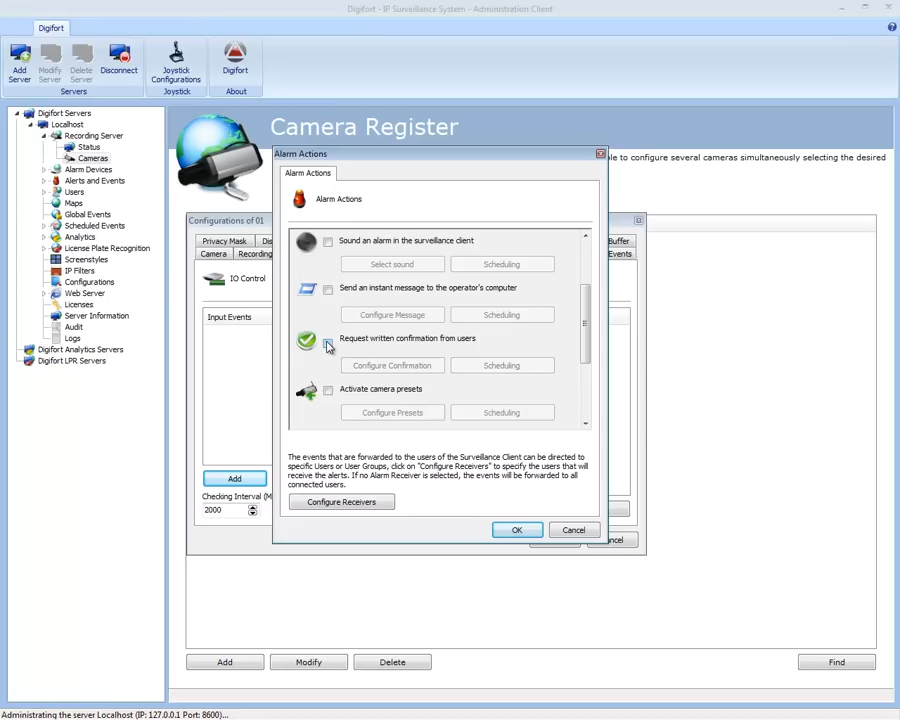 Digifort - IP Surveillance System - Administration Client
Digifort
Add Server
Modify Server
Delete Server
Disconnect
Joystick Configurations
Digifort
Servers
Joystick
About
Digifort Servers
Localhost
Recording Server
Status
Cameras
Alarm Devices
Alerts and Events
Users
Maps
Global Events
Scheduled Events
Analytics
License Plate Recognition
Screenstyles
IP Filters
Configurations
Web Server
Licenses
Server Information
Audit
Logs
Digifort Analytics Servers
Digifort LPR Servers
Camera Register
le to configure several cameras simultaneously selecting the desired
Configurations of 01
Privacy Mask
Dis
Buffer
Camera
Recording
Events
IO Control
Input Events
Add
Checking Interval (M
2000
ncel
Alarm Actions
Alarm Actions
Alarm Actions
Sound an alarm in the surveillance client
Select sound
Scheduling
Send an instant message to the operator's computer
Configure Message
Scheduling
Request written confirmation from users
Configure Confirmation
Scheduling
Activate camera presets
Configure Presets
Scheduling
The events that are forwarded to the users of the Surveillance Client can be directed to
specific Users or User Groups, click on "Configure Receivers" to specify the users that will
receive the alerts. If no Alarm Receiver is selected, the events will be forwarded to all
connected users.
Configure Receivers
OK
Cancel
Add
Modify
Delete
Find
Administrating the server Localhost (IP: 127.0.0.1 Port: 8600)...